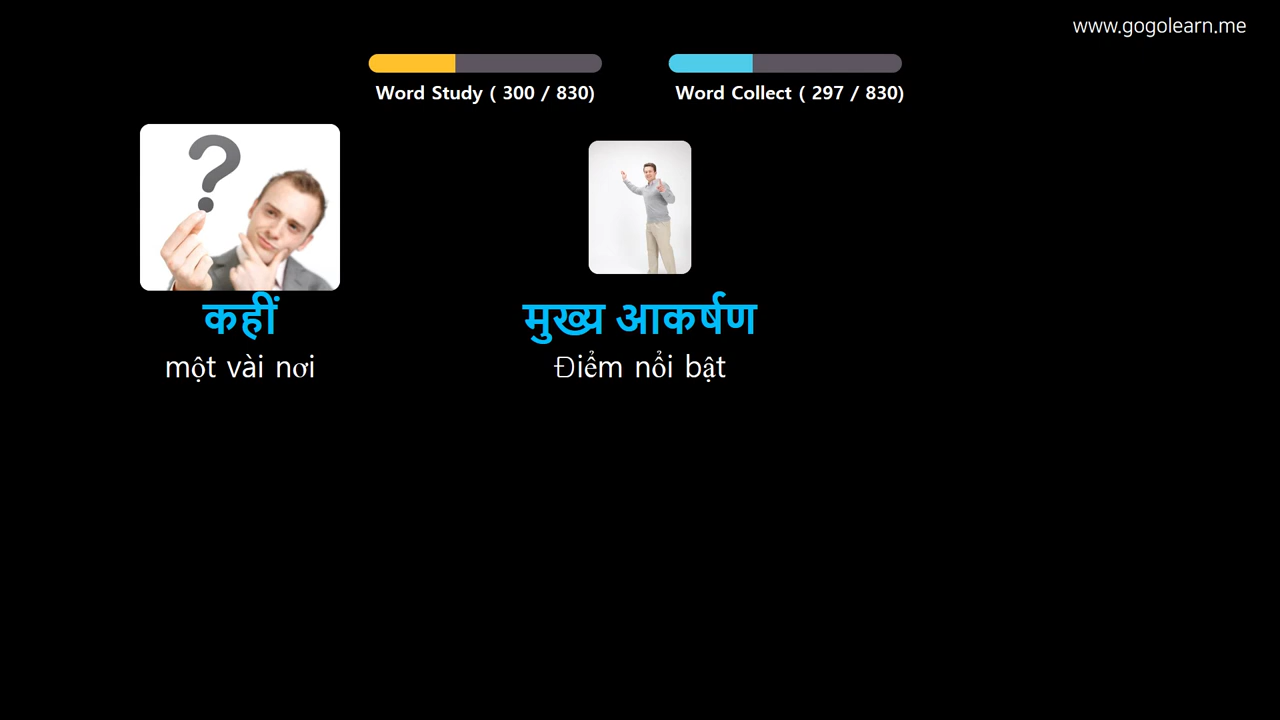 www.gogolearn.me
Word Study ( 300 / 830)
Word Collect ( 297 / 830)
?
कहीं
một vài nơi
मुख्य आकर्षण
Điểm nổi bật